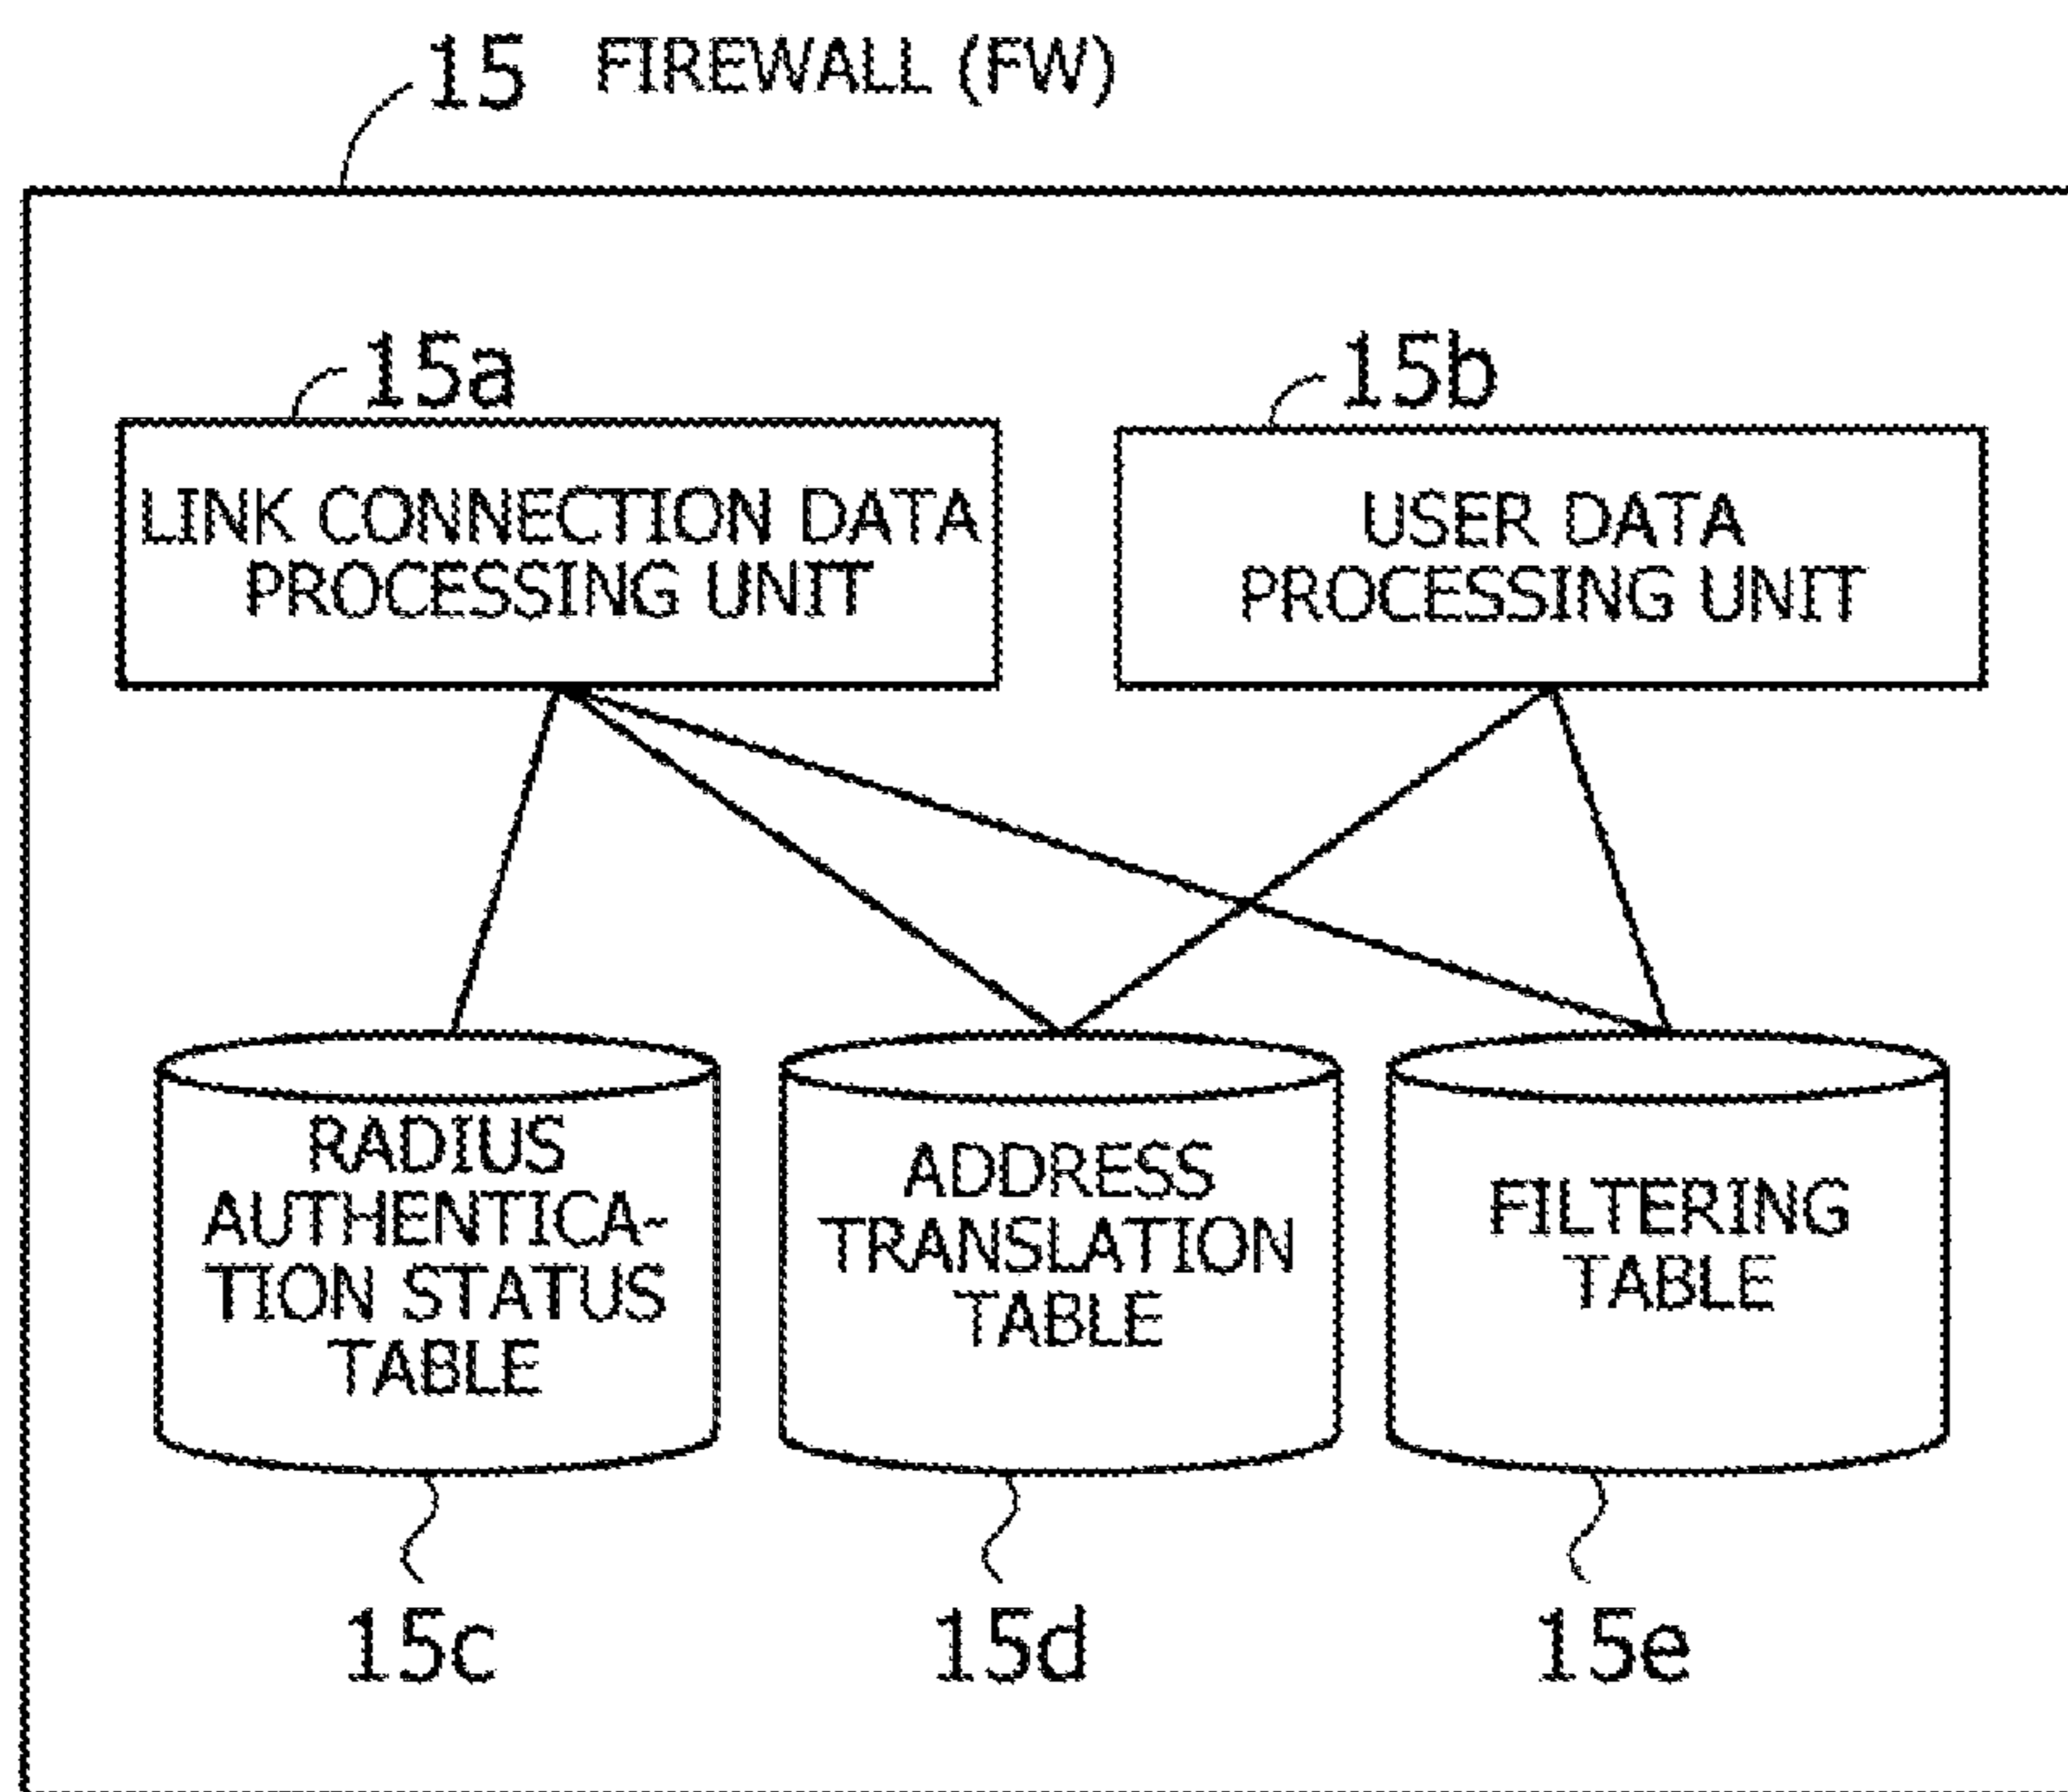 15 FIREWALL (FW)
15a
15b
LINK CONNECTION DATA
PROCESSING UNIT
USER DATA
PROCESSING UNIT
RADIUS
AUTHENTICA-
TION STATUS
TABLE
ADDRESS
TRANSLATION
TABLE
FILTERING
TABLE
15c
15d
15e